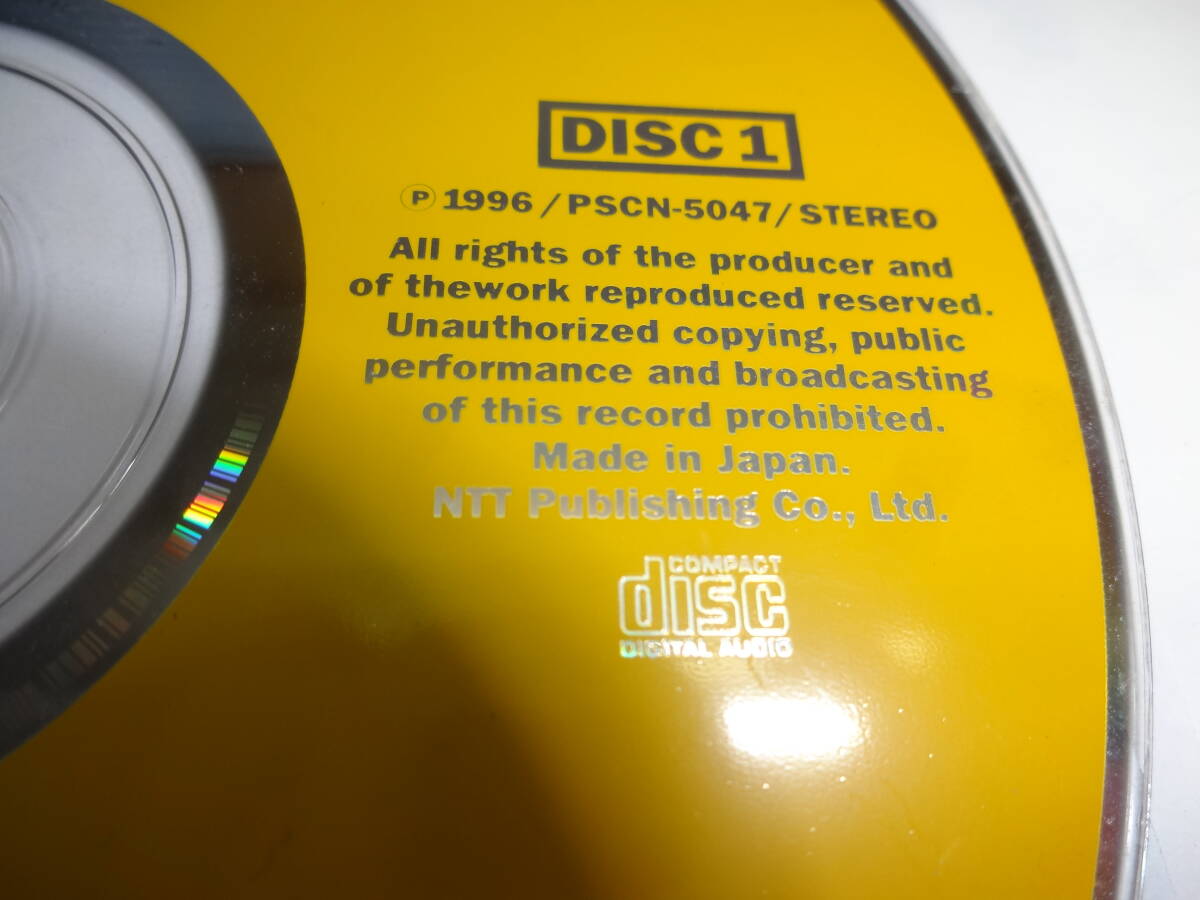 DISC 1
Ⓟ 1996 / PSCN-5047 / STEREO
All rights of the producer and
of thework reproduced reserved.
Unauthorized copying, public
performance and broadcasting
of this record prohibited.
Made in Japan.
NTT Publishing Co., Ltd.
COMPACT
disc
DIGITAL AUDIO